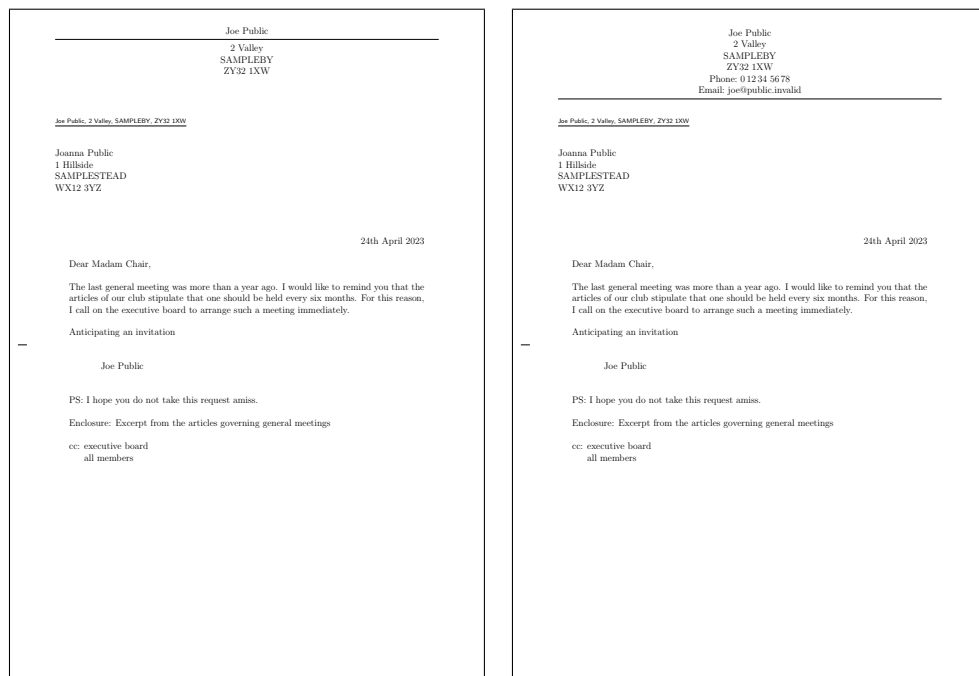 Joe Public
2 Valley
SAMPLEBY
ZY32 1XW
Joe Public, 2 Valley, SAMPLEBY, ZY32 1XW
Joanna Public
1 Hillside
SAMPLESTEAD
WX12 3YZ
24th April 2023
Dear Madam Chair,
The last general meeting was more than a year ago. I would like to remind you that the
articles of our club stipulate that one should be held every six months. For this reason,
I call on the executive board to arrange such a meeting immediately.
Anticipating an invitation
Joe Public
PS: I hope you do not take this request amiss.
Enclosure: Excerpt from the articles governing general meetings
cc: executive board
all members
Joe Public
2 Valley
SAMPLEBY
ZY32 1XW
Phone: 0 12 34 56 78
Email: joe@public.invalid
Joe Public, 2 Valley, SAMPLEBY, ZY32 1XW
Joanna Public
1 Hillside
SAMPLESTEAD
WX12 3YZ
24th April 2023
Dear Madam Chair,
The last general meeting was more than a year ago. I would like to remind you that the
articles of our club stipulate that one should be held every six months. For this reason,
I call on the executive board to arrange such a meeting immediately.
Anticipating an invitation
Joe Public
PS: I hope you do not take this request amiss.
Enclosure: Excerpt from the articles governing general meetings
cc: executive board
all members